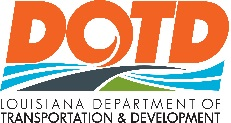 DOTD
LOUISIANA DEPARTMENT OF
TRANSPORTATION & DEVELOPMENT